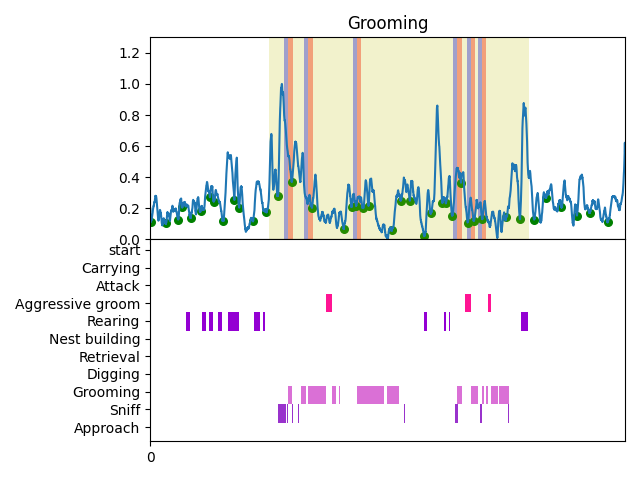 Grooming
1.2
1.0
0.8
0.6
0.4
0.2
0.0
start
Carrying
Attack
Aggressive groom
Rearing
Nest building
Retrieval
Digging
Grooming
Sniff
Approach
0